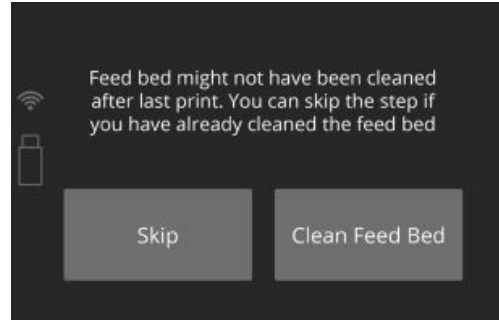 Feed bed might not have been cleaned
after last print. You can skip the step if
you have already cleaned the feed bed
Skip
Clean Feed Bed